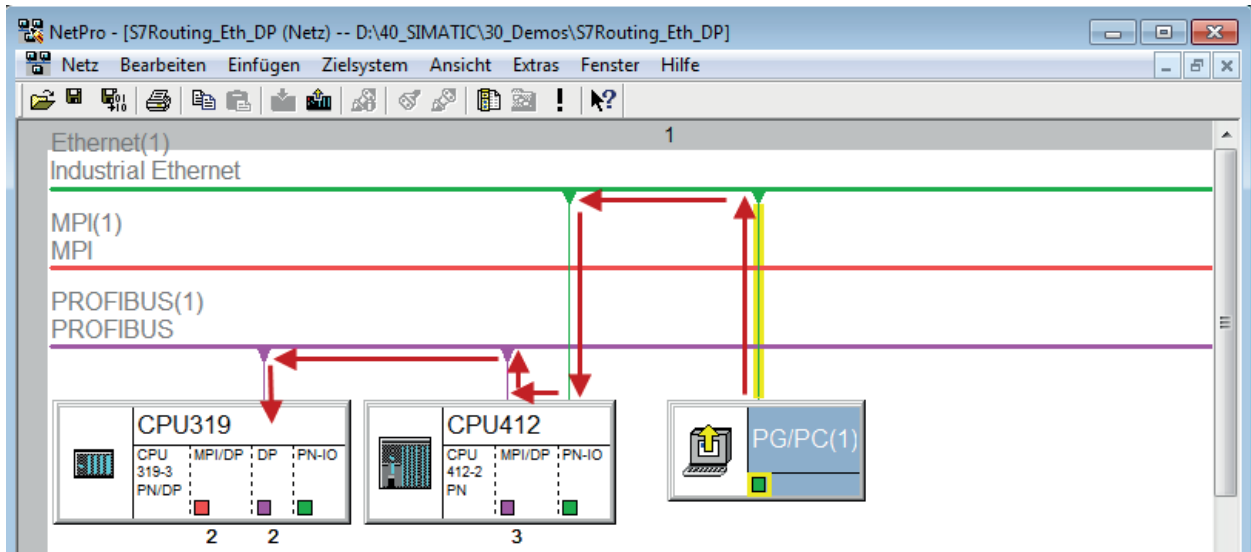 NetPro - [S7Routing_Eth_DP (Netz) -- D:\40_SIMATIC\30_Demos\S7Routing_Eth_DP]
Netz Bearbeiten Einfügen Zielsystem Ansicht Extras Fenster Hilfe
1
Ethernet(1)
Industrial Ethernet
MPI(1)
MPI
PROFIBUS(1)
PROFIBUS
CPU319
CPU
319-3
PN/DP
MPI/DP
DP
PN-IO
2
2
CPU412
CPU
412-2
PN
MPI/DP
PN-IO
3
PG/PC(1)